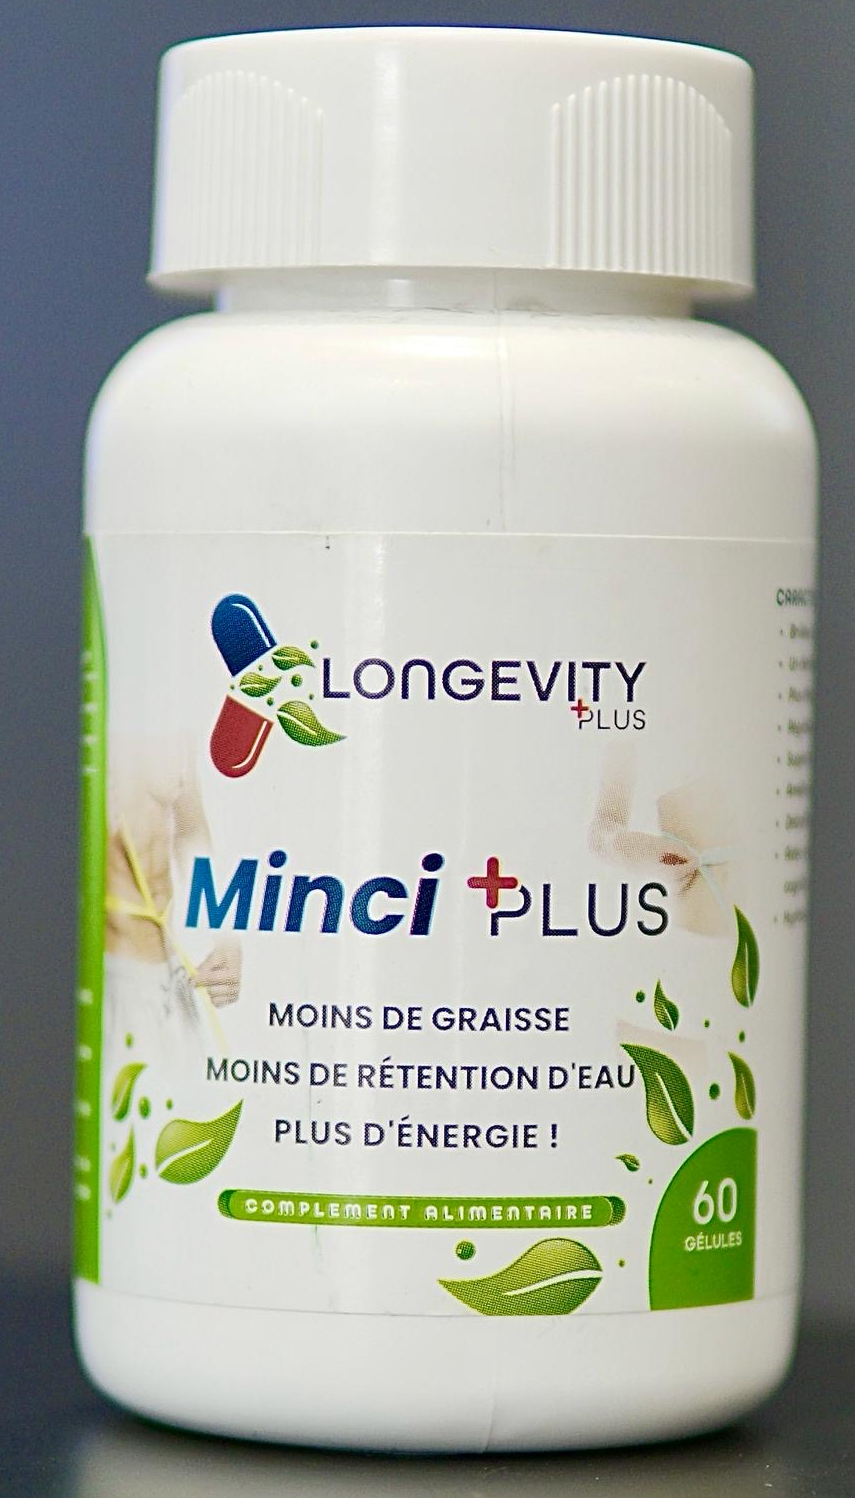 LONGEVITY
PLUS
Minci PLUS
MOINS DE GRAISSE
MOINS DE RÉTENTION D'EAU
PLUS D'ÉNERGIE !
COMPLEMENT ALIMENTAIRE
60
GÉLULES